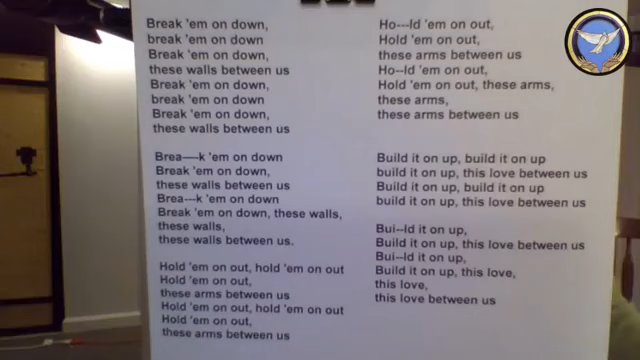 Break 'em on down,
break 'em on down
Break 'em on down,
these walls between us
Break 'em on down,
break 'em on down
Break 'em on down,
these walls between us
Brea----k 'em on down
Break 'em on down,
these walls between us
Brea---k 'em on down
Break 'em on down, these walls,
these walls,
these walls between us.
Hold 'em on out, hold 'em on out
Hold 'em on out,
these arms between us
Hold 'em on out, hold 'em on out
Hold 'em on out,
these arms between us
Ho---ld 'em on out,
Hold 'em on out,
these arms between us
Ho--ld 'em on out,
Hold 'em on out, these arms,
these arms,
these arms between us
Build it on up, build it on up
build it on up, this love between us
Build it on up, build it on up
build it on up, this love between us
Bui--ld it on up,
Build it on up, this love between us
Bui--ld it on up,
Build it on up, this love,
this love,
this love between us